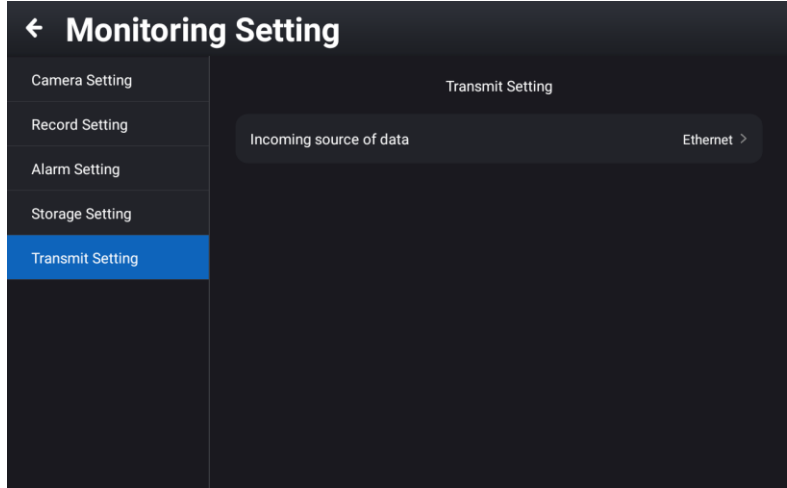 Monitoring Setting
Camera Setting
Record Setting
Alarm Setting
Storage Setting
Transmit Setting
Transmit Setting
Incoming source of data Ethernet >